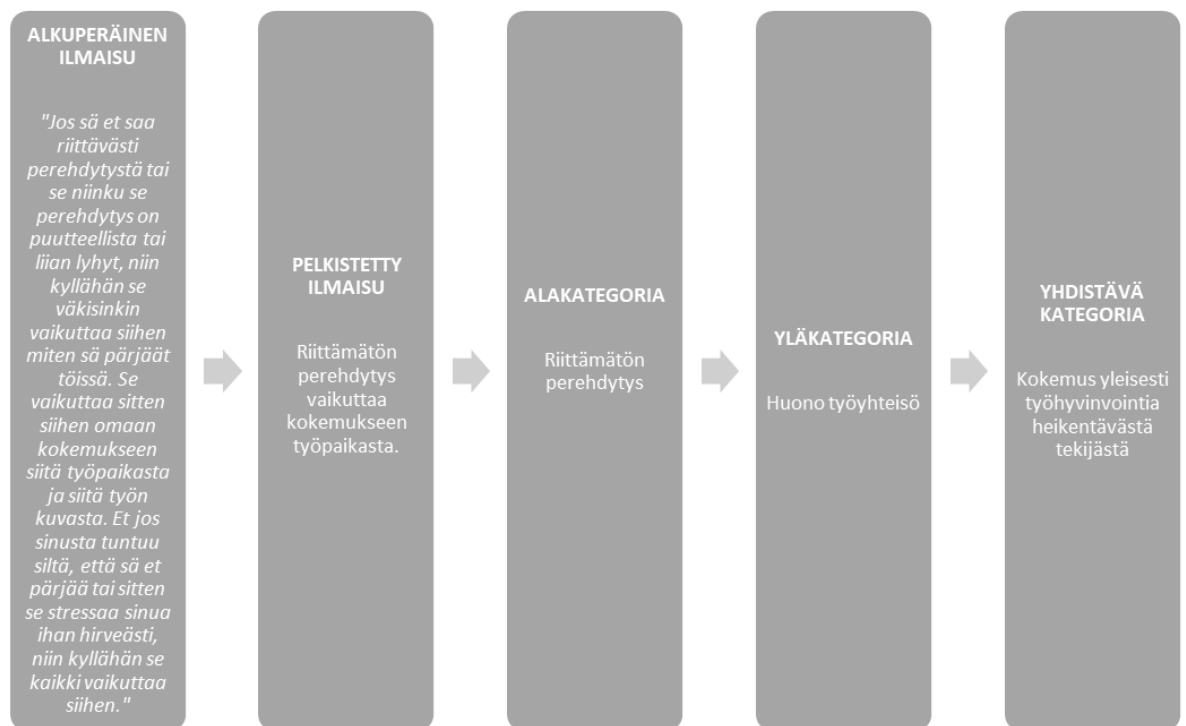 ALKUPERÄINEN
ILMAISU
"Jos sä et saa
riittävästi
perehdytystä tai
se niinku se
perehdytys on
puutteellista tai
liian lyhyt, niin
kyllähän se
väkisinkin
vaikuttaa siihen
miten sä pärjäät
töissä. Se
vaikuttaa sitten
siihen omaan
kokemukseen
siitä työpaikasta
ja siitä työn
kuvasta. Et jos
sinusta tuntuu
siltä, että sä et
pärjää tai sitten
se stressaa sinua
ihan hirveästi,
niin kyllähän se
kaikki vaikuttaa
siihen."
PELKISTETTY
ILMAISU
Riittämätön
perehdytys
vaikuttaa
kokemukseen
työpaikasta.
ALAKATEGORIA
Riittämätön
perehdytys
YLÄKATEGORIA
Huono työyhteisö
YHDISTÄVÄ
KATEGORIA
Kokemus yleisesti
työhyvinvointia
heikentävästä
tekijästä